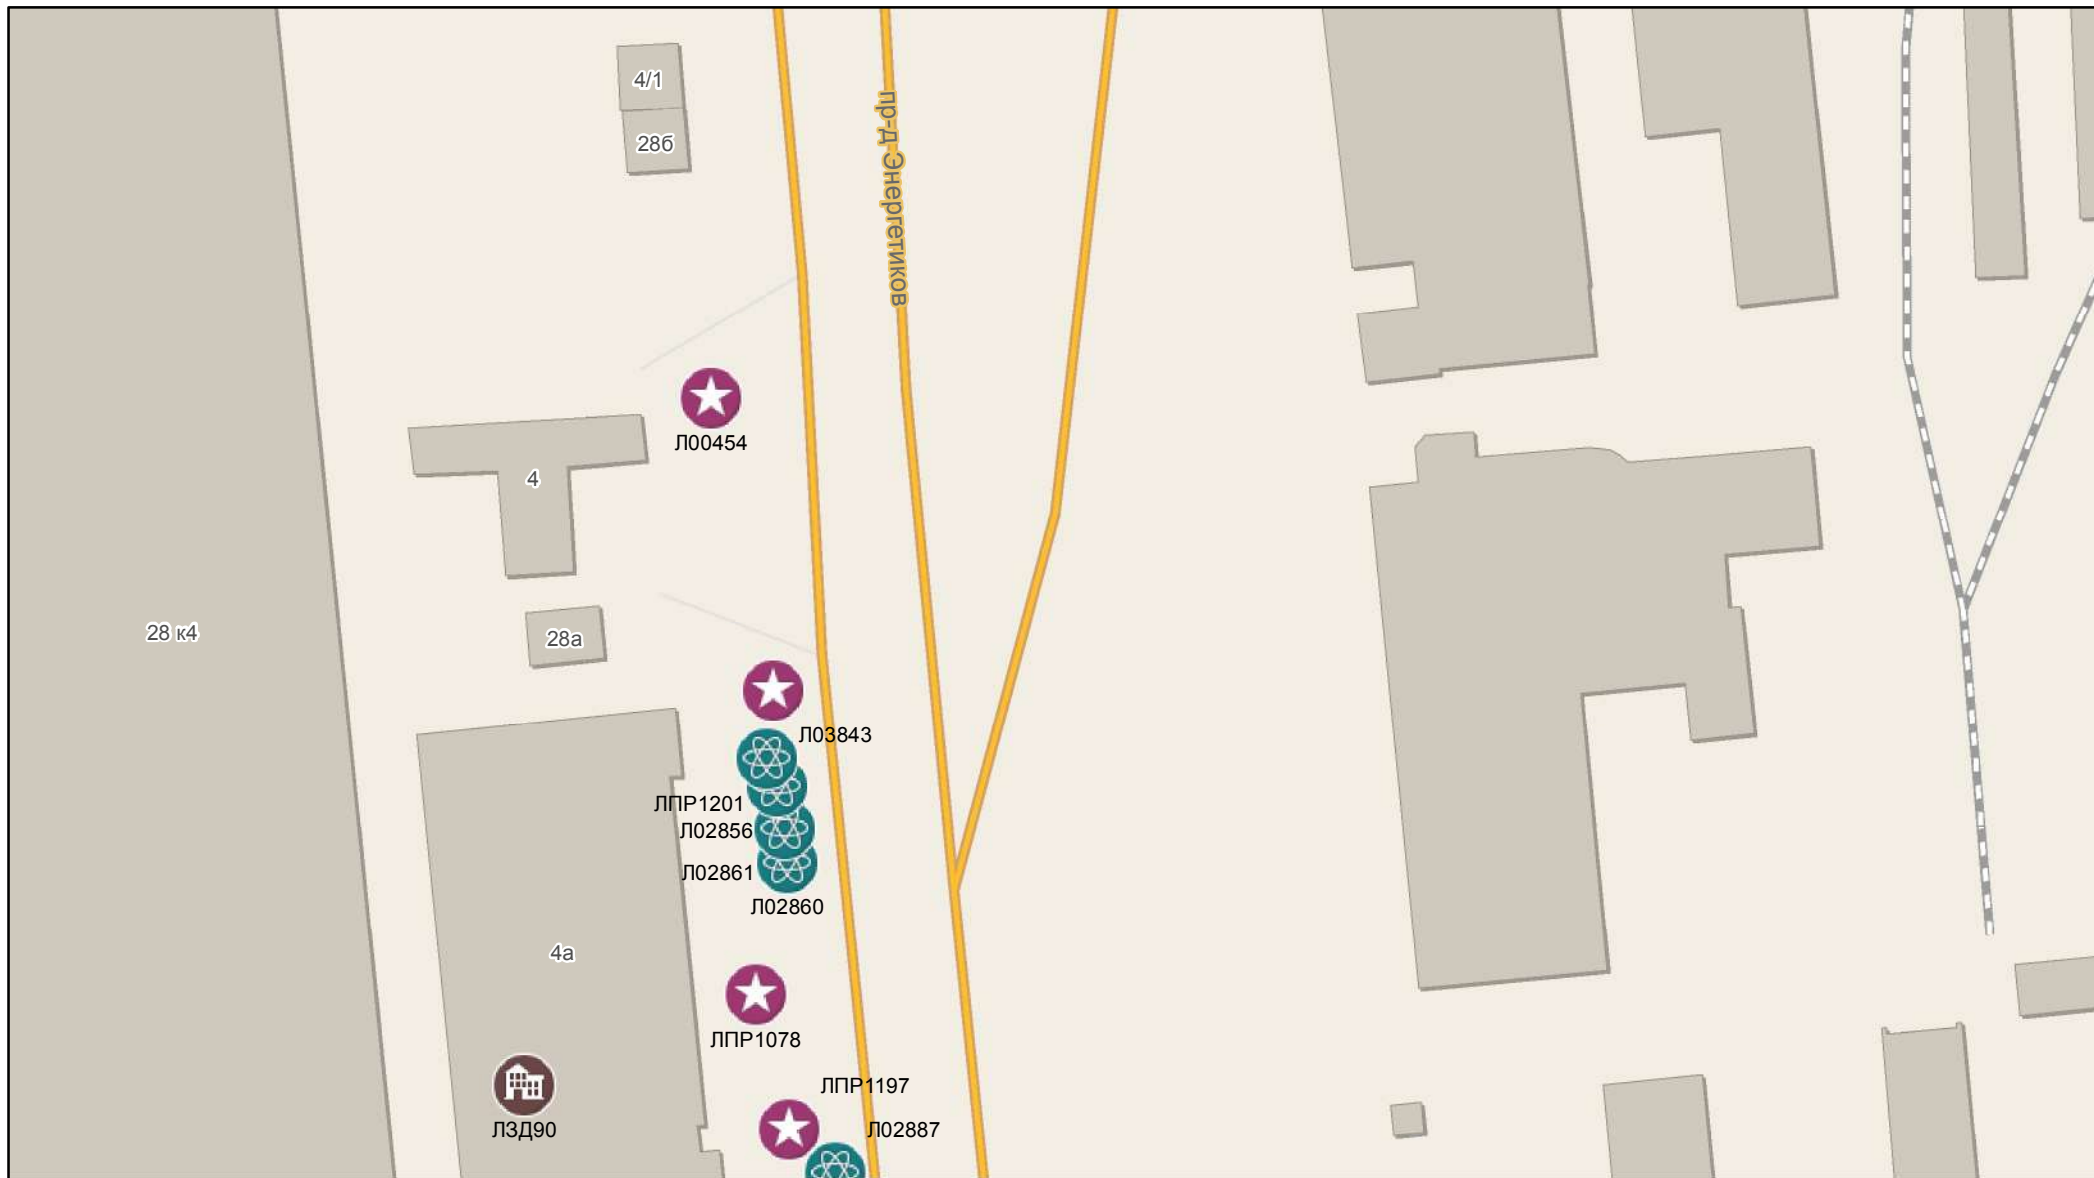 4/1
28б
пр-д Энергетиков
Л00454
4
28 к4
28а
Л03843
ЛПР1201
Л02856
Л02861
Л02860
4а
ЛПР1078
ЛПР1197
ЛЗД90
Л02887